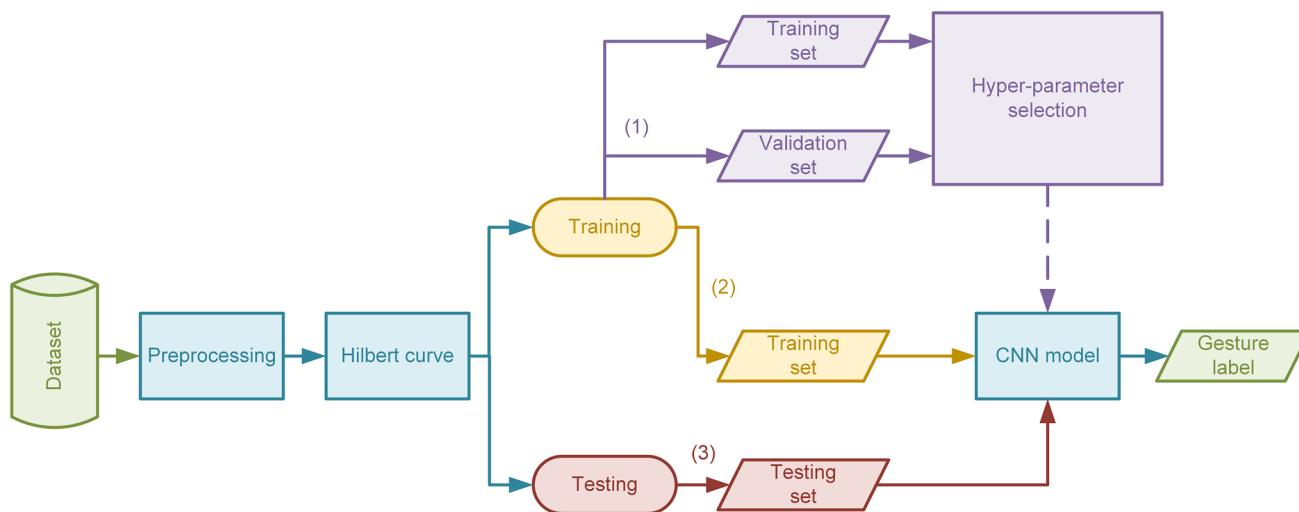 Training
set
Hyper-parameter
selection
(1)
Validation
set
Training
(2)
Dataset
Preprocessing
Hilbert curve
Training
set
CNN model
Gesture
label
(3)
Testing
Testing
set